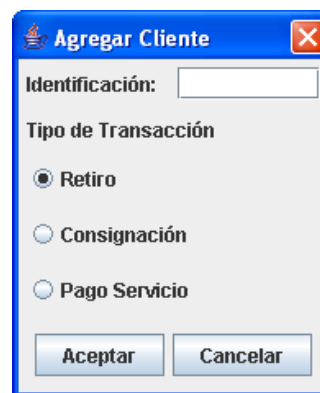 Agregar Cliente
Identificación:
Tipo de Transacción
Retiro
Consignación
Pago Servicio
Aceptar Cancelar